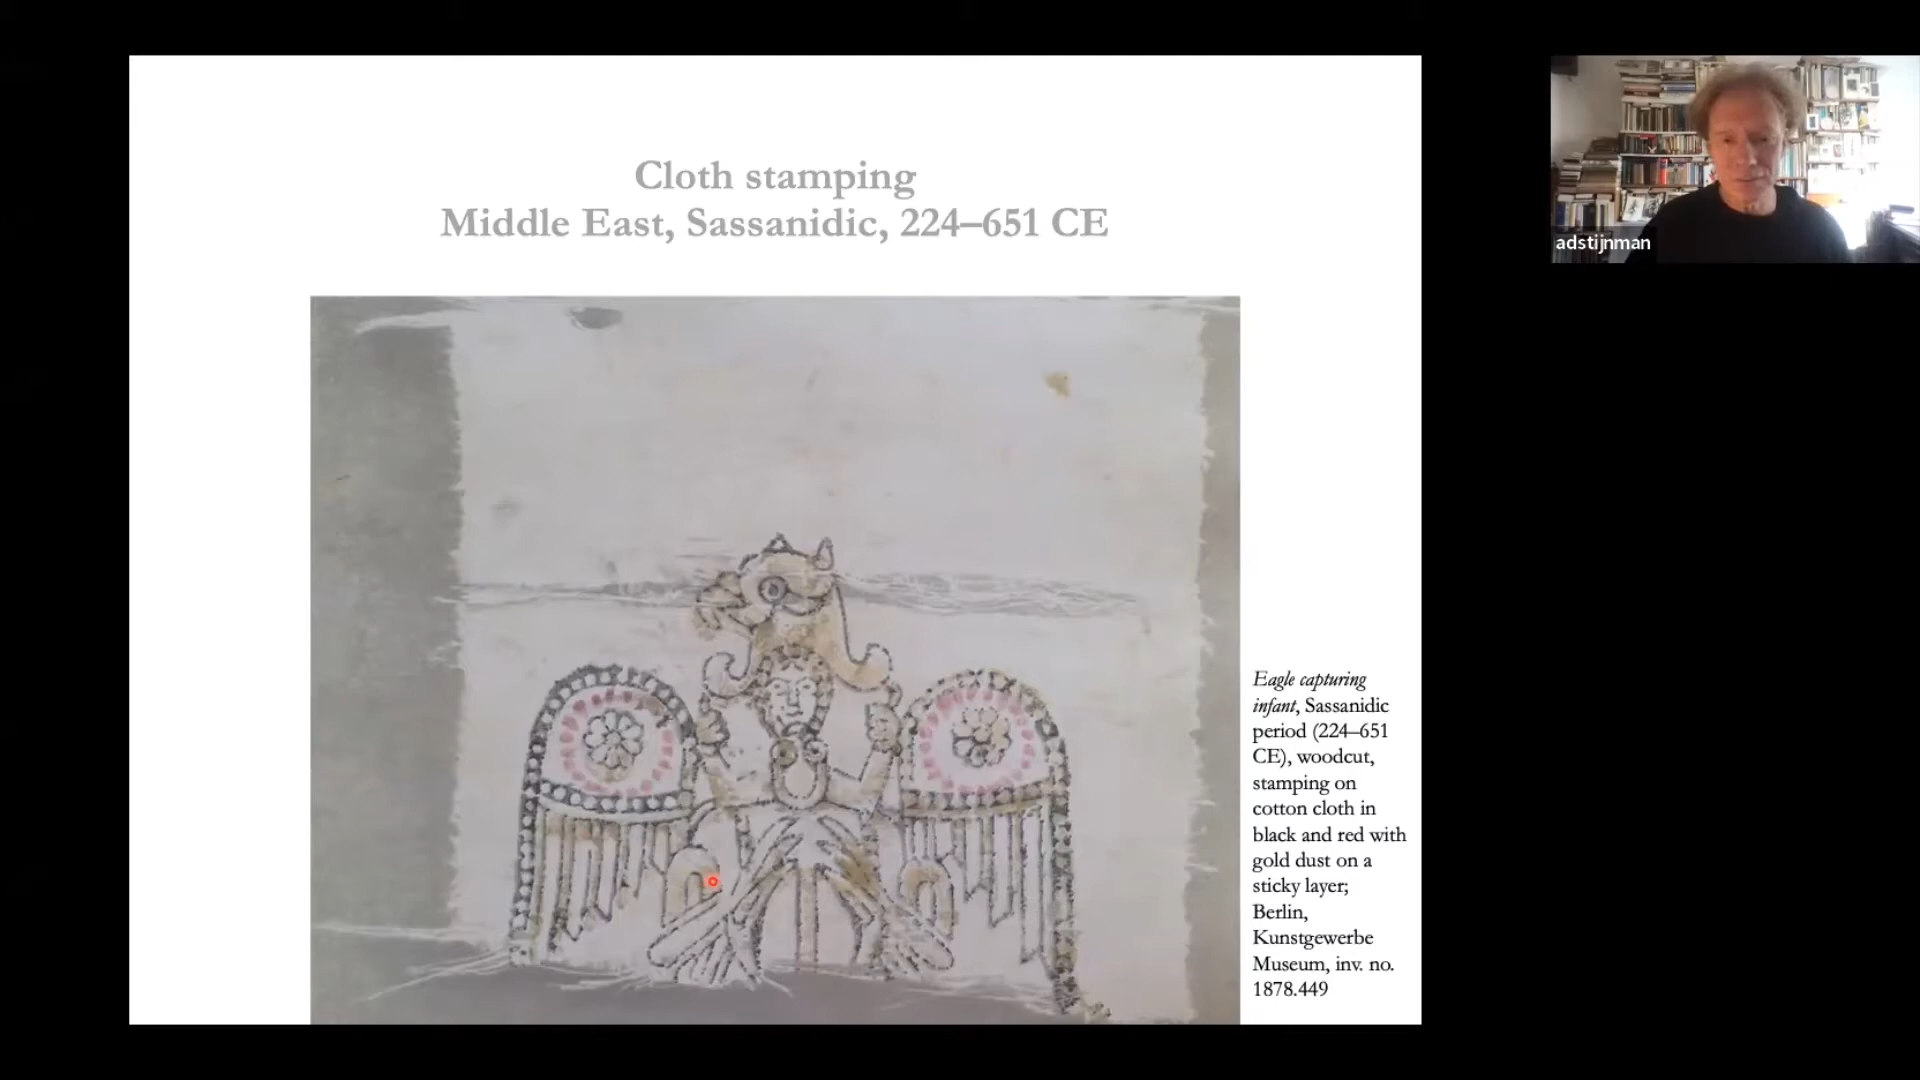 Cloth stamping
Middle East, Sassanidic, 224–651 CE
adstijnman
Eagle capturing
infant, Sassanidic
period (224–651
CE), woodcut,
stamping on
cotton cloth in
black and red with
gold dust on a
sticky layer;
Berlin,
Kunstgewerbe
Museum, inv. no.
1878.449